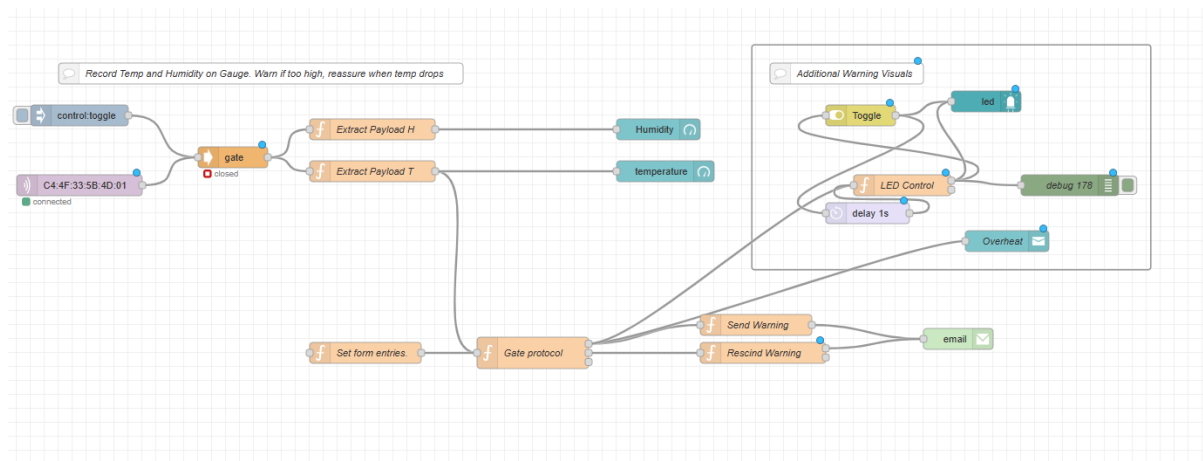 Record Temp and Humidity on Gauge. Warn if too high, reassure when temp drops
Additional Warning Visuals
control:toggle
Extract Payload H
Humidity
Toggle
led
gate
closed
C4:4F:33:5B:4D:01
connected
Extract Payload T
temperature
LED Control
debug 178
delay 1s
Overheat
Set form entries.
Gate protocol
Send Warning
Rescind Warning
email